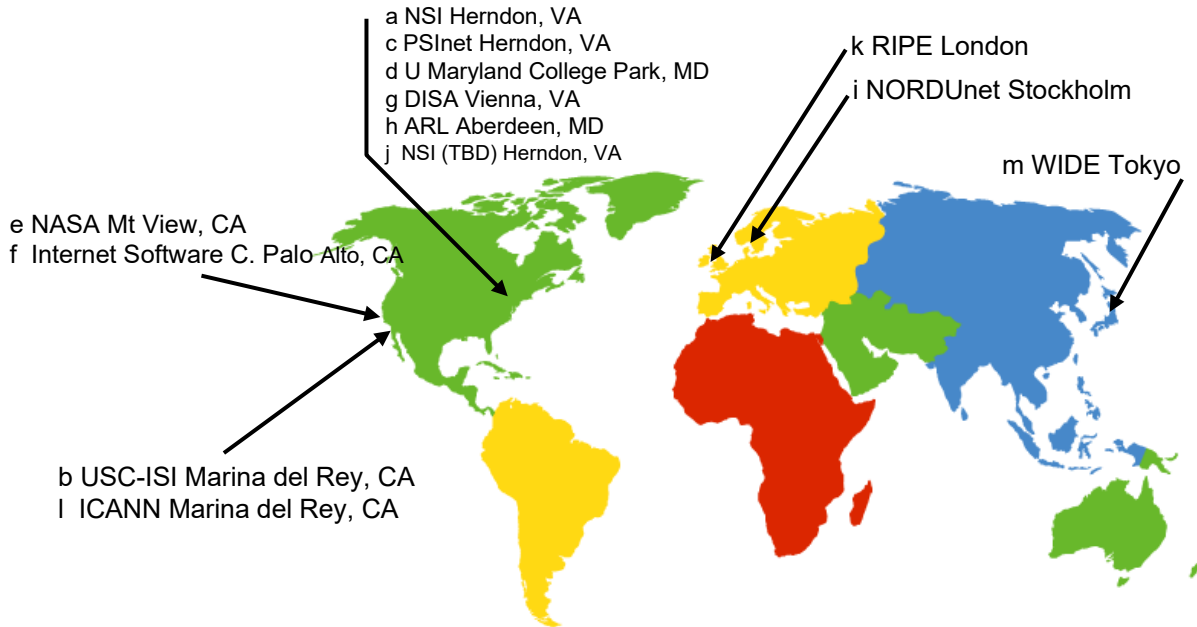 a NSI Herndon, VA
c PSInet Herndon, VA
d U Maryland College Park, MD
g DISA Vienna, VA
h ARL Aberdeen, MD
j NSI (TBD) Herndon, VA
k RIPE London
i NORDUnet Stockholm
m WIDE Tokyo
e NASA Mt View, CA
f Internet Software C. Palo Alto, CA
b USC-ISI Marina del Rey, CA
l ICANN Marina del Rey, CA